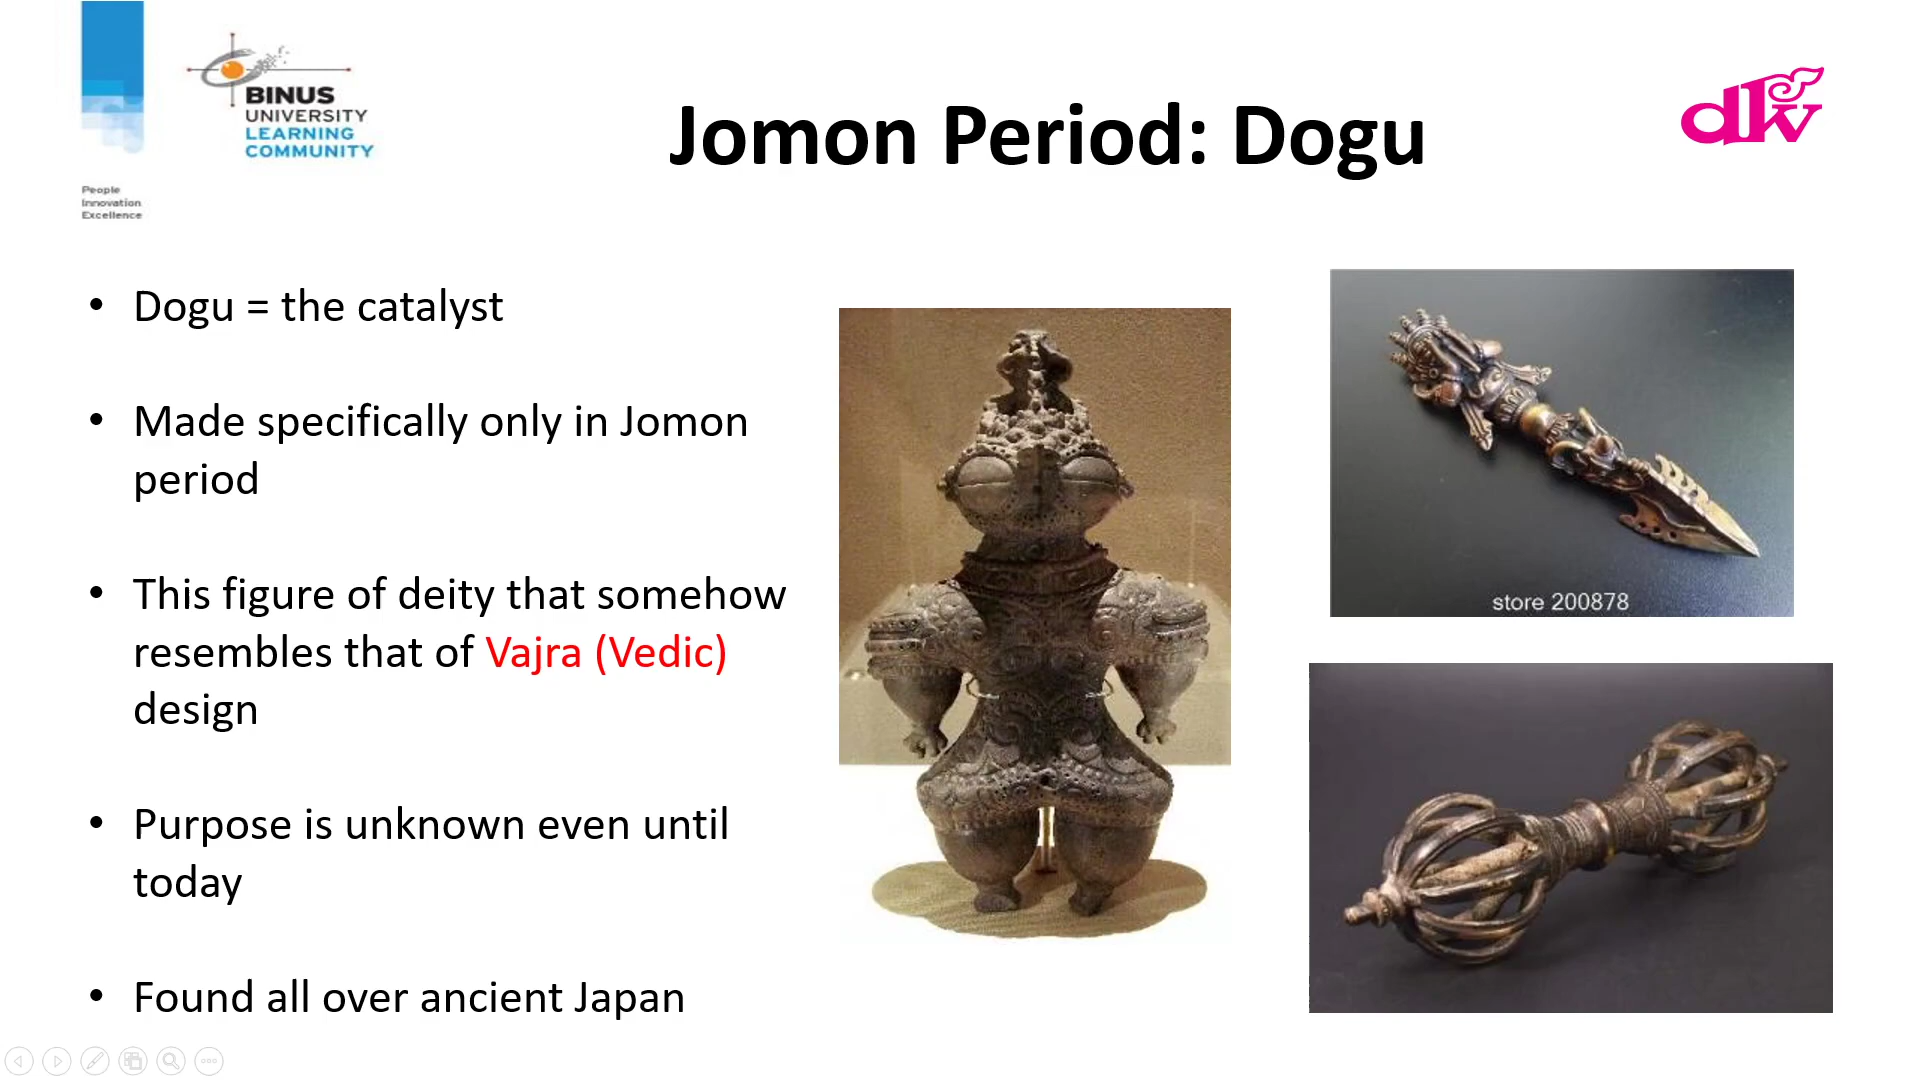 BINUS
UNIVERSITY
LEARNING
COMMUNITY
People
Innovation
Excellence
Jomon Period: Dogu
dkv
• Dogu = the catalyst
• Made specifically only in Jomon
period
• This figure of deity that somehow
resembles that of Vajra (Vedic)
design
• Purpose is unknown even until
today
• Found all over ancient Japan
store 200878